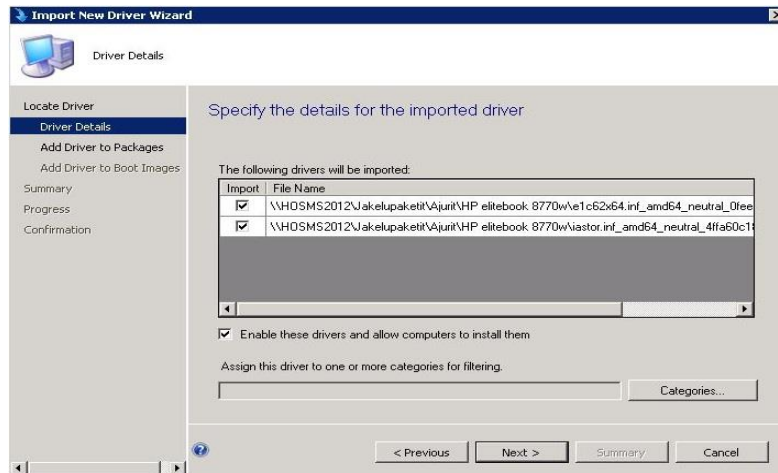 Import New Driver Wizard
Driver Details
Locate Driver
Driver Details
Add Driver to Packages
Add Driver to Boot Images
Summary
Progress
Confirmation
Specify the details for the imported driver
The following drivers will be imported:
Import File Name
\\HOSMS2012\Jakelupaketit\Ajurit\HP elitebook 8770w\e1c62x64.inf_amd64_neutral_0fee
\\HOSMS2012\Jakelupaketit\Ajurit\HP elitebook 8770w\iastor.inf_amd64_neutral_4ffa60c18
Enable these drivers and allow computers to install them
Assign this driver to one or more categories for filtering.
Categories...
< Previous Next > Summary Cancel